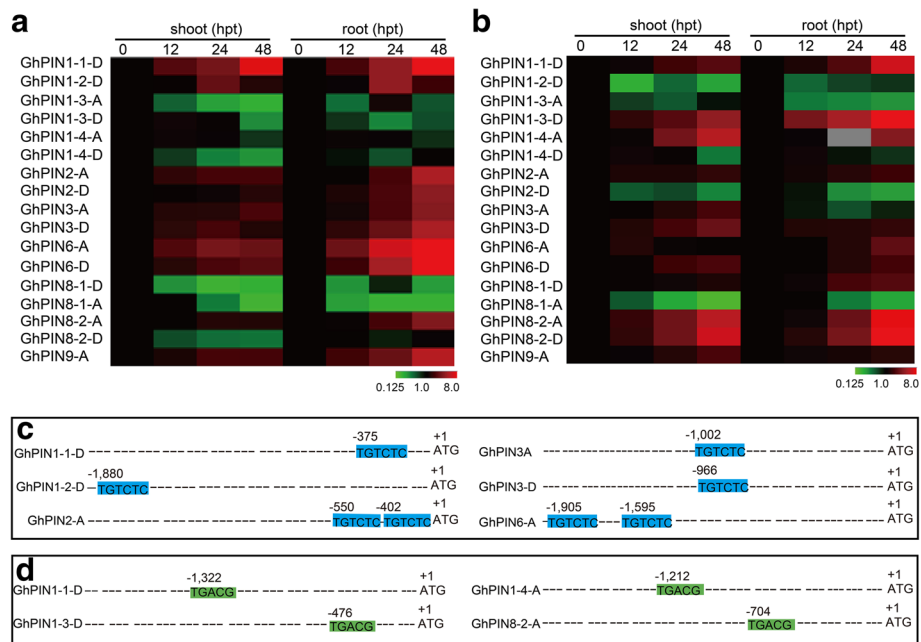 a
shoot (hpt) root (hpt)
0 12 24 48 0 12 24 48
GhPIN1-1-D
GhPIN1-2-D
GhPIN1-3-A
GhPIN1-3-D
GhPIN1-4-A
GhPIN1-4-D
GhPIN2-A
GhPIN2-D
GhPIN3-A
GhPIN3-D
GhPIN6-A
GhPIN6-D
GhPIN8-1-D
GhPIN8-1-A
GhPIN8-2-A
GhPIN8-2-D
GhPIN9-A
0.125 1.0 8.0
b
shoot (hpt) root (hpt)
0 12 24 48 0 12 24 48
GhPIN1-1-D
GhPIN1-2-D
GhPIN1-3-A
GhPIN1-3-D
GhPIN1-4-A
GhPIN1-4-D
GhPIN2-A
GhPIN2-D
GhPIN3-A
GhPIN3-D
GhPIN6-A
GhPIN6-D
GhPIN8-1-D
GhPIN8-1-A
GhPIN8-2-A
GhPIN8-2-D
GhPIN9-A
0.125 1.0 8.0
c
-375 +1
GhPIN1-1-D TGTCTC ATG
-1,880 +1
GhPIN1-2-D TGTCTC ATG
-550 -402 +1
GhPIN2-A TGTCTC TGTCTC ATG
-1,002 +1
GhPIN3A TGTCTC ATG
-966 +1
GhPIN3-D TGTCTC ATG
-1,905 -1,595 +1
GhPIN6-A TGTCTC TGTCTC ATG
d
-1,322 +1
GhPIN1-1-D TGACG ATG
-476 +1
GhPIN1-3-D TGACG ATG
-1,212 +1
GhPIN1-4-A TGACG ATG
-704 +1
GhPIN8-2-A TGACG ATG